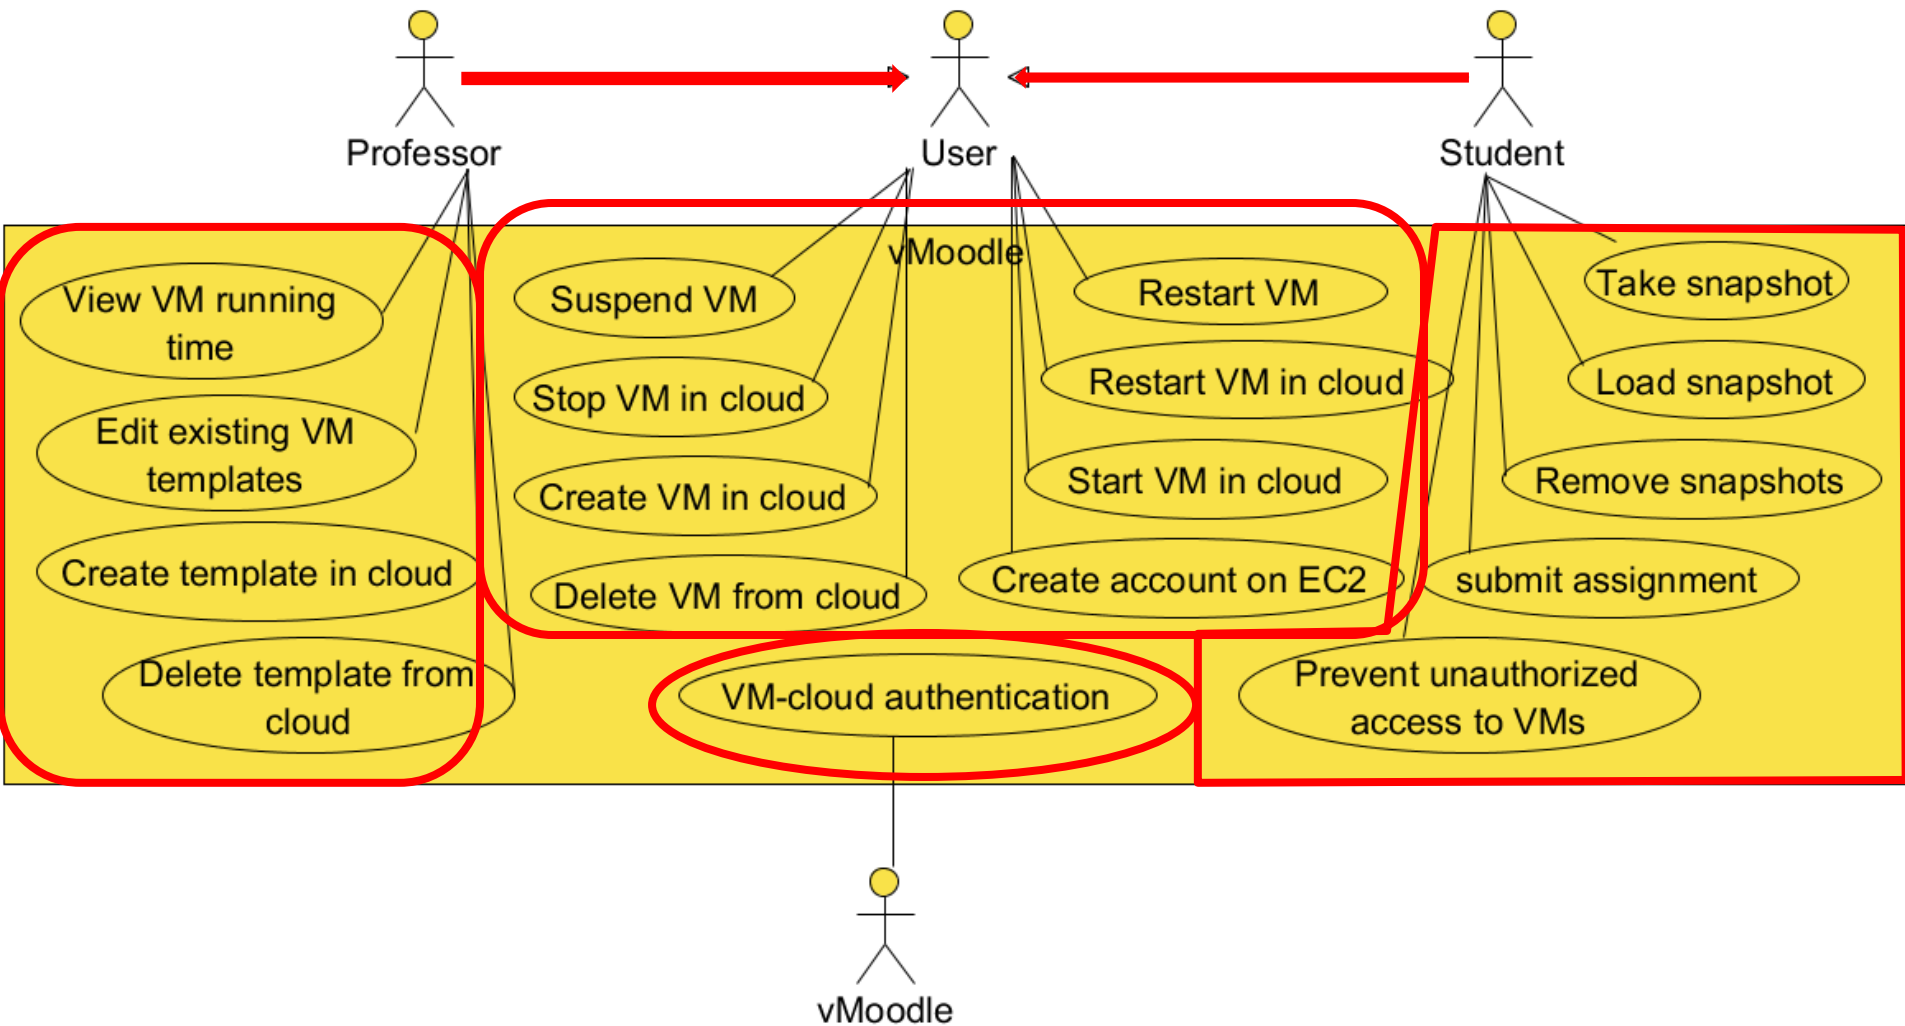 Professor
User
Student
vMoodle
View VM running
time
Edit existing VM
templates
Create template in cloud
Delete template from
cloud
Suspend VM
Stop VM in cloud
Create VM in cloud
Delete VM from cloud
Restart VM
Restart VM in cloud
Start VM in cloud
Create account on EC2
VM-cloud authentication
Take snapshot
Load snapshot
Remove snapshots
submit assignment
Prevent unauthorized
access to VMs
vMoodle